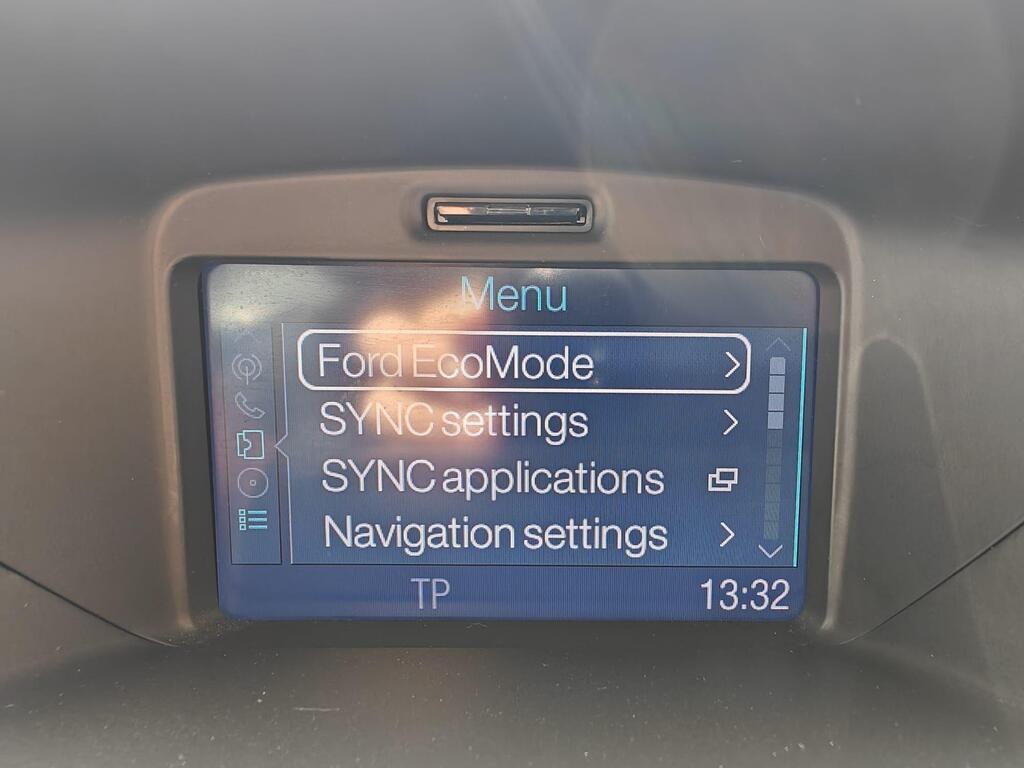 Menu
Ford EcoMode
SYNC settings
SYNC applications
Navigation settings
TP 13:32